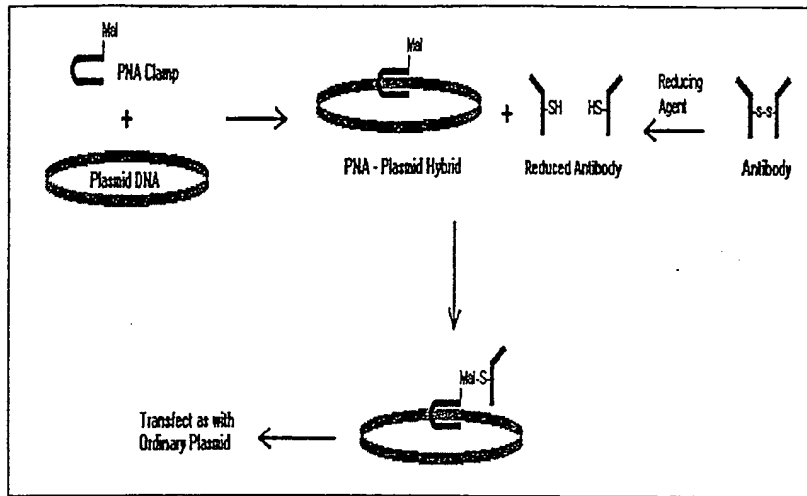 Mal
PNA Clamp
+
Plasmid DNA
Mal
PNA - Plasmid Hybrid
+
-SH
HS-
Reduced Antibody
Reducing
Agent
-s-s-
Antibody
Mal-S-
Transfect as with
Ordinary Plasmid